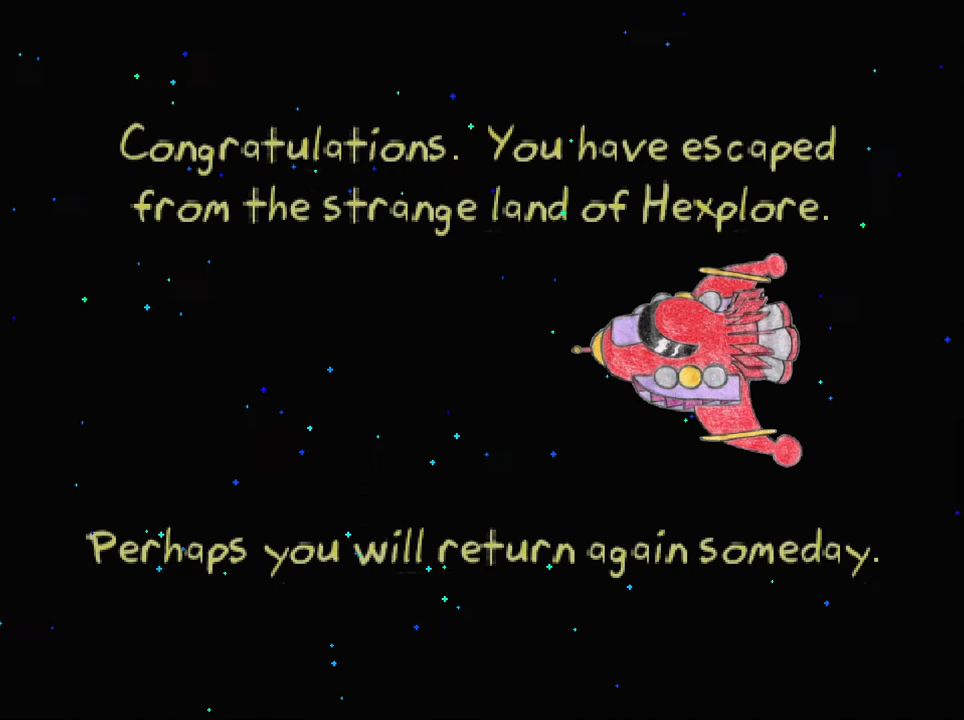 Congratulations. You have escaped
from the strange land of Hexplore.
Perhaps you will return again someday.